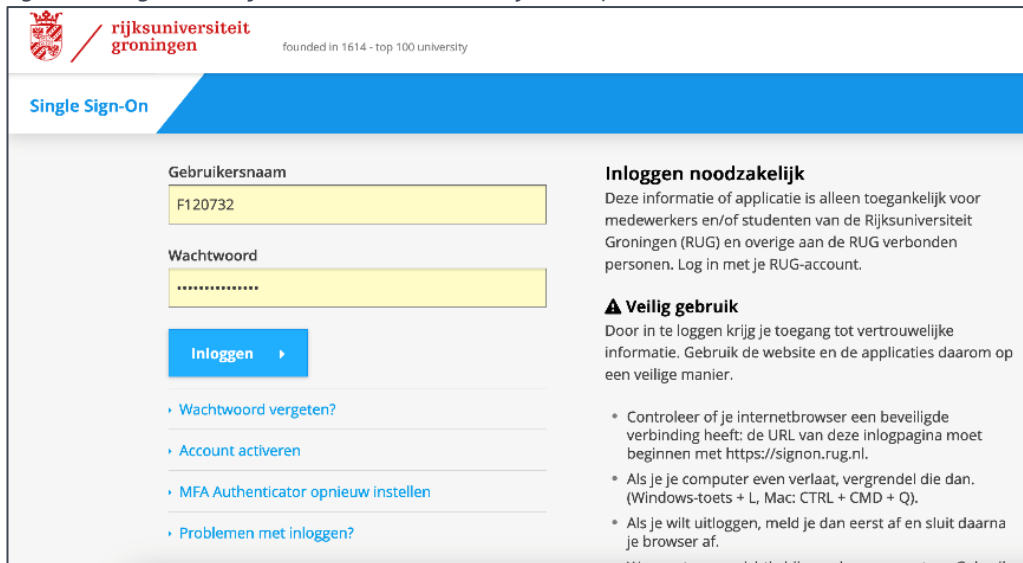 rijksuniversiteit
groningen
founded in 1614 - top 100 university
Single Sign-On
Gebruikersnaam
F120732
Wachtwoord
•••••••••••••••
Inloggen
Wachtwoord vergeten?
Account activeren
MFA Authenticator opnieuw instellen
Problemen met inloggen?
Inloggen noodzakelijk
Deze informatie of applicatie is alleen toegankelijk voor
medewerkers en/of studenten van de Rijksuniversiteit
Groningen (RUG) en overige aan de RUG verbonden
personen. Log in met je RUG-account.
Veilig gebruik
Door in te loggen krijg je toegang tot vertrouwelijke
informatie. Gebruik de website en de applicaties daarom op
een veilige manier.
• Controleer of je internetbrowser een beveiligde
verbinding heeft: de URL van deze inlogpagina moet
beginnen met https://signon.rug.nl.
• Als je je computer even verlaat, vergrendel die dan.
(Windows-toets + L, Mac: CTRL + CMD + Q).
• Als je wilt uitloggen, meld je dan eerst af en sluit daarna
je browser af.